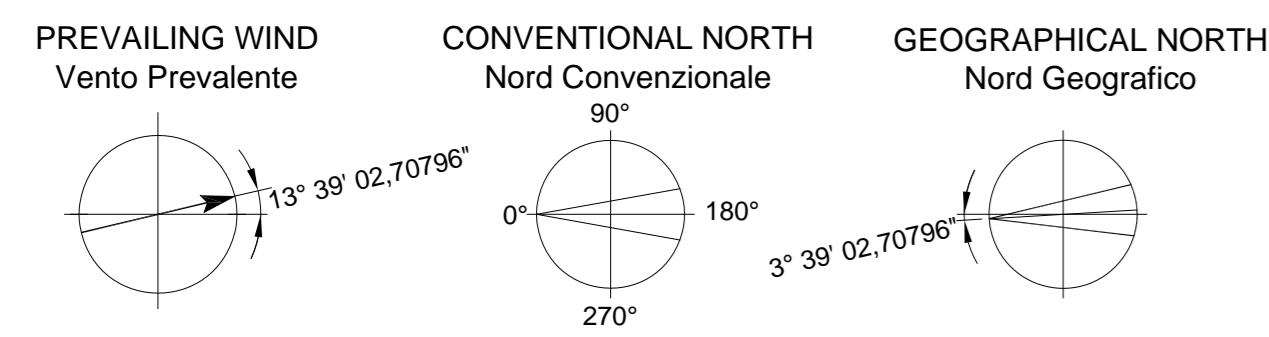 PREVAILING WIND
Vento Prevalente
13° 39' 02,70796"
CONVENTIONAL NORTH
Nord Convenzionale
90°
0°
180°
270°
GEOGRAPHICAL NORTH
Nord Geografico
3° 39' 02,70796"